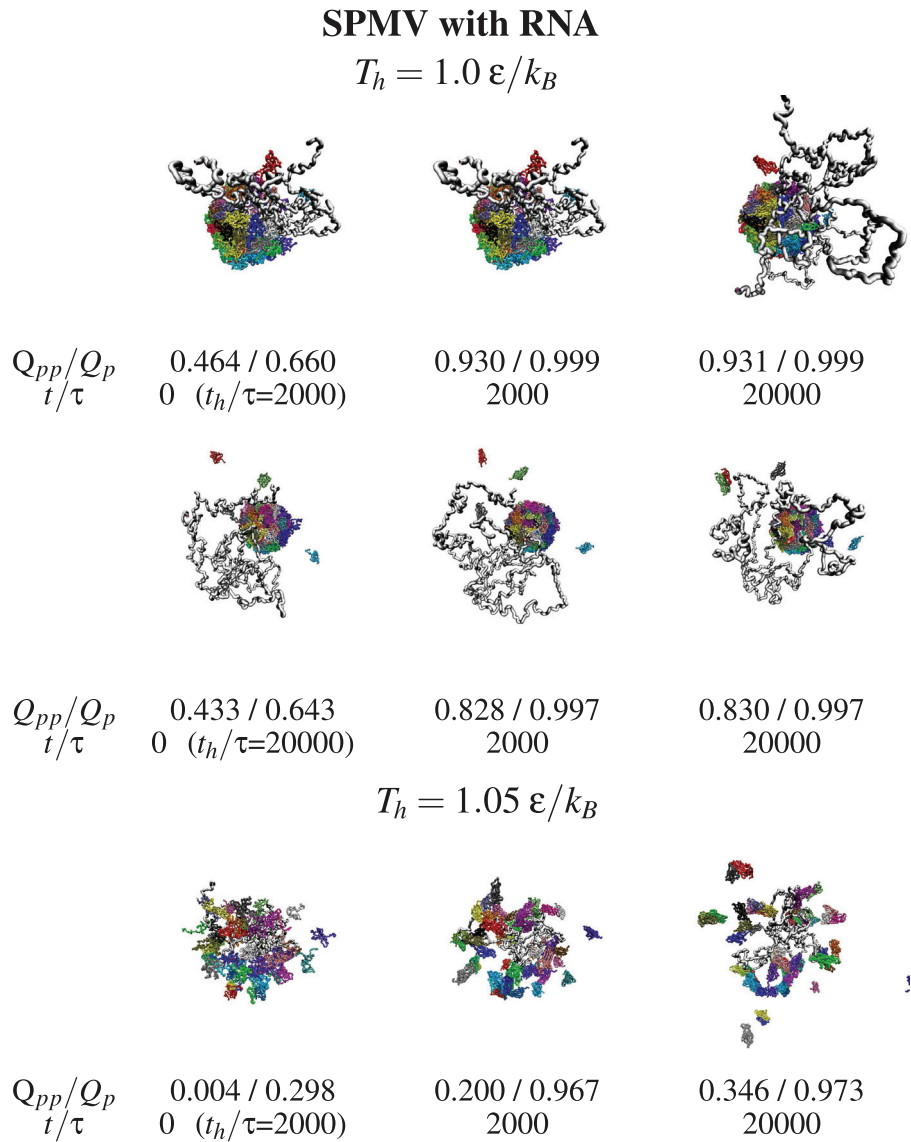 SPMV with RNA
T_h = 1.0 ε/k_B
Q_pp/Q_p 0.464 / 0.660 0.930 / 0.999 0.931 / 0.999
t/τ 0 (t_h/τ=2000) 2000 20000
Q_pp/Q_p 0.433 / 0.643 0.828 / 0.997 0.830 / 0.997
t/τ 0 (t_h/τ=20000) 2000 20000
T_h = 1.05 ε/k_B
Q_pp/Q_p 0.004 / 0.298 0.200 / 0.967 0.346 / 0.973
t/τ 0 (t_h/τ=2000) 2000 20000